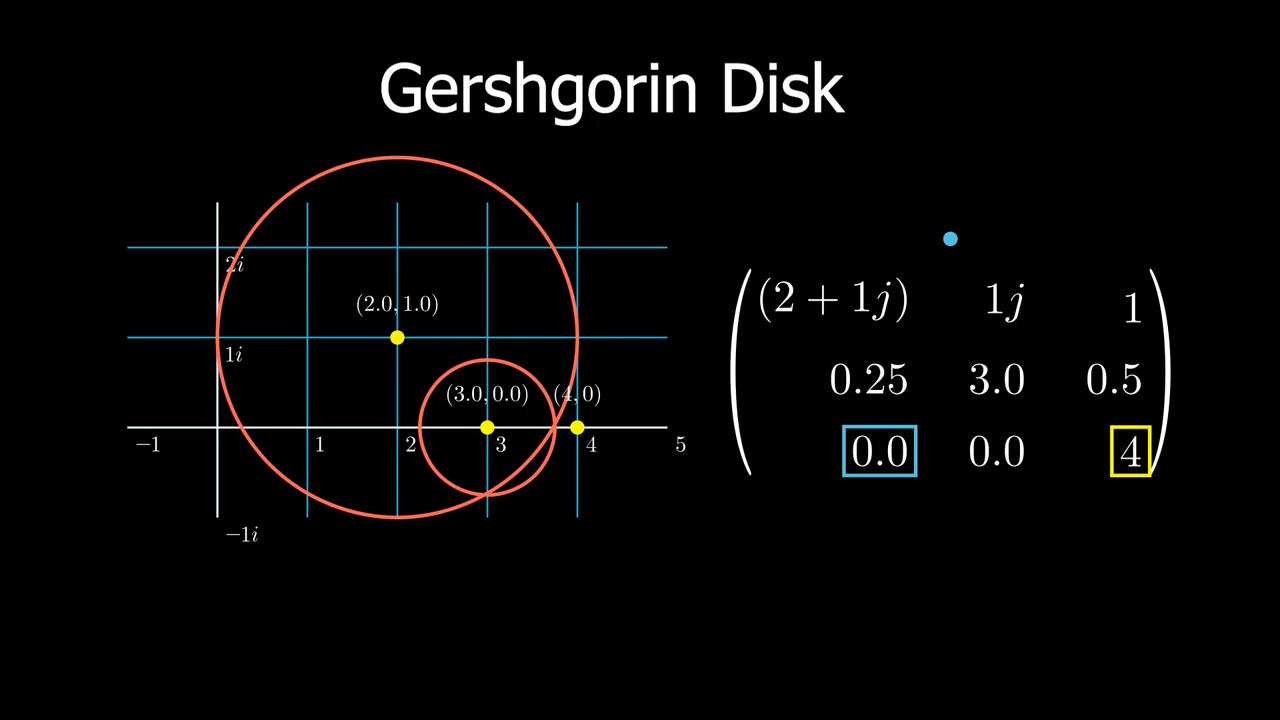 Gershgorin Disk
2i
(2.0, 1.0)
1i
(3.0, 0.0) (4, 0)
−1 1 2 3 4 5
−1i
(2 + 1j) 1j 1
0.25 3.0 0.5
0.0 0.0 4